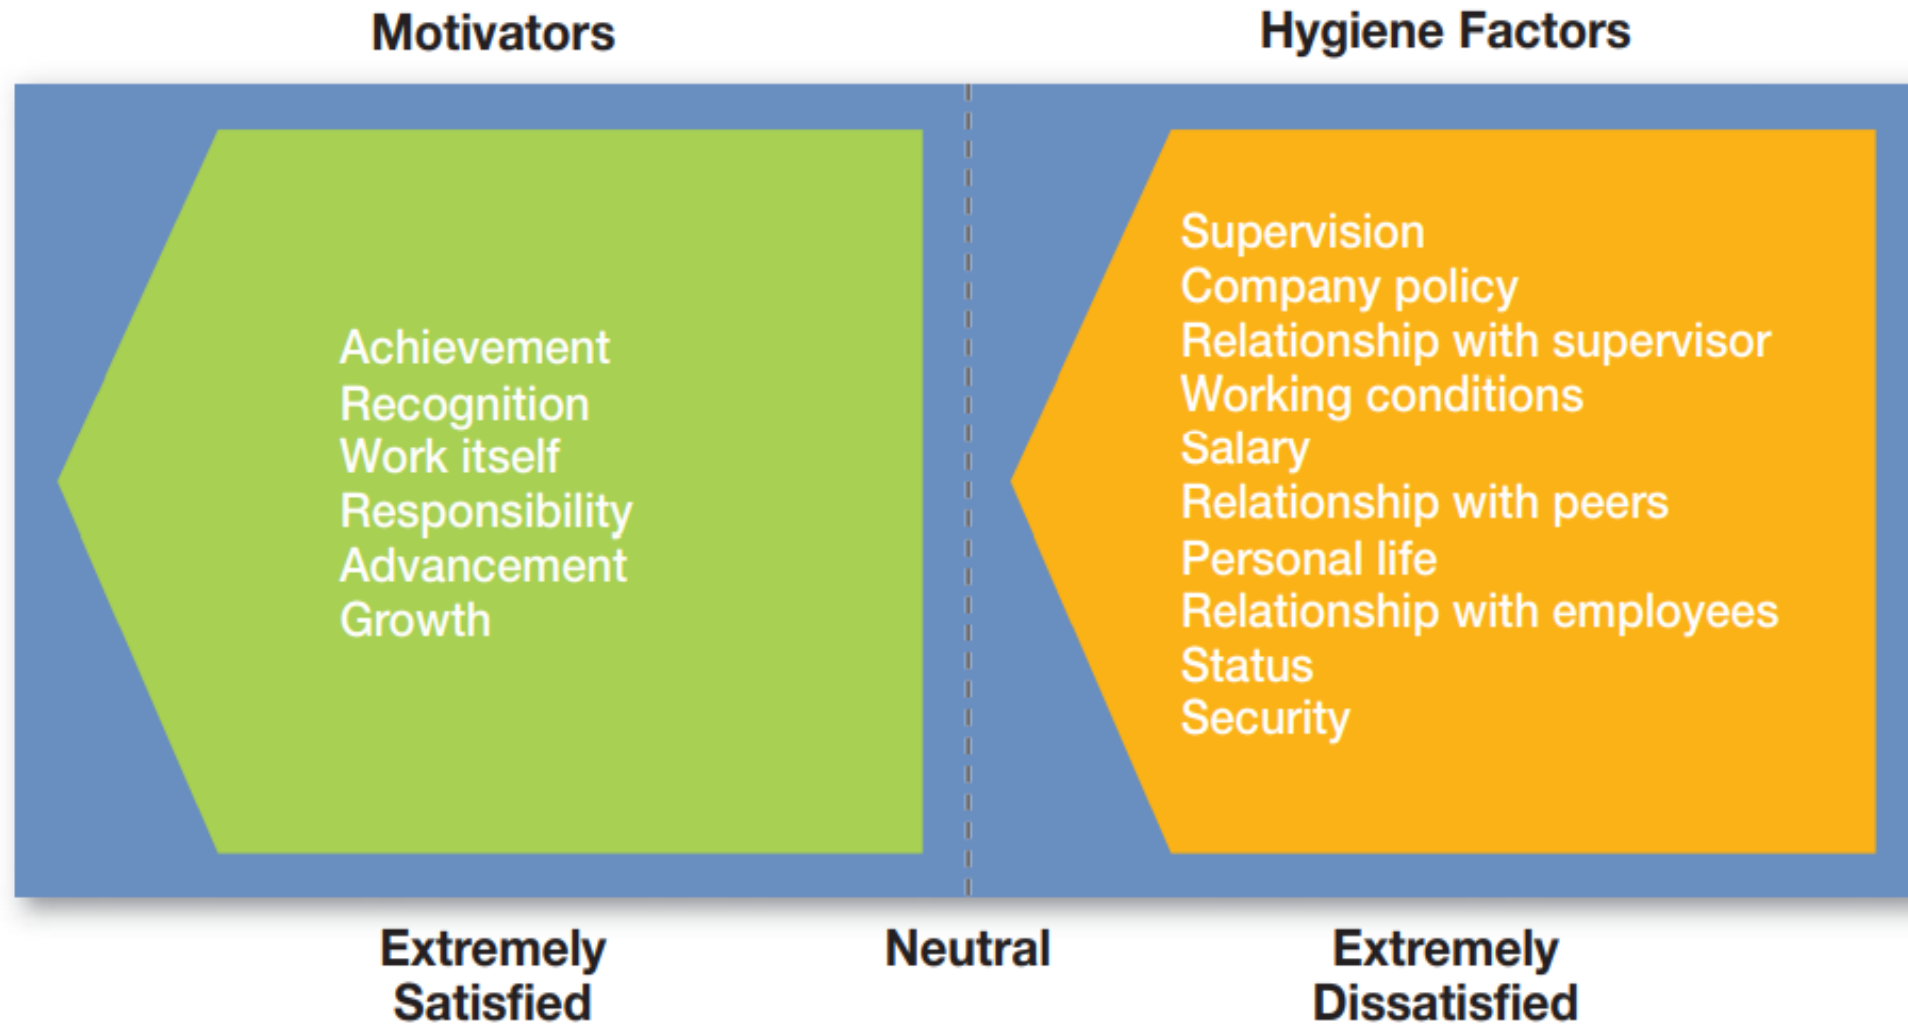 Motivators
Hygiene Factors
Achievement
Recognition
Work itself
Responsibility
Advancement
Growth
Supervision
Company policy
Relationship with supervisor
Working conditions
Salary
Relationship with peers
Personal life
Relationship with employees
Status
Security
Extremely
Satisfied
Neutral
Extremely
Dissatisfied